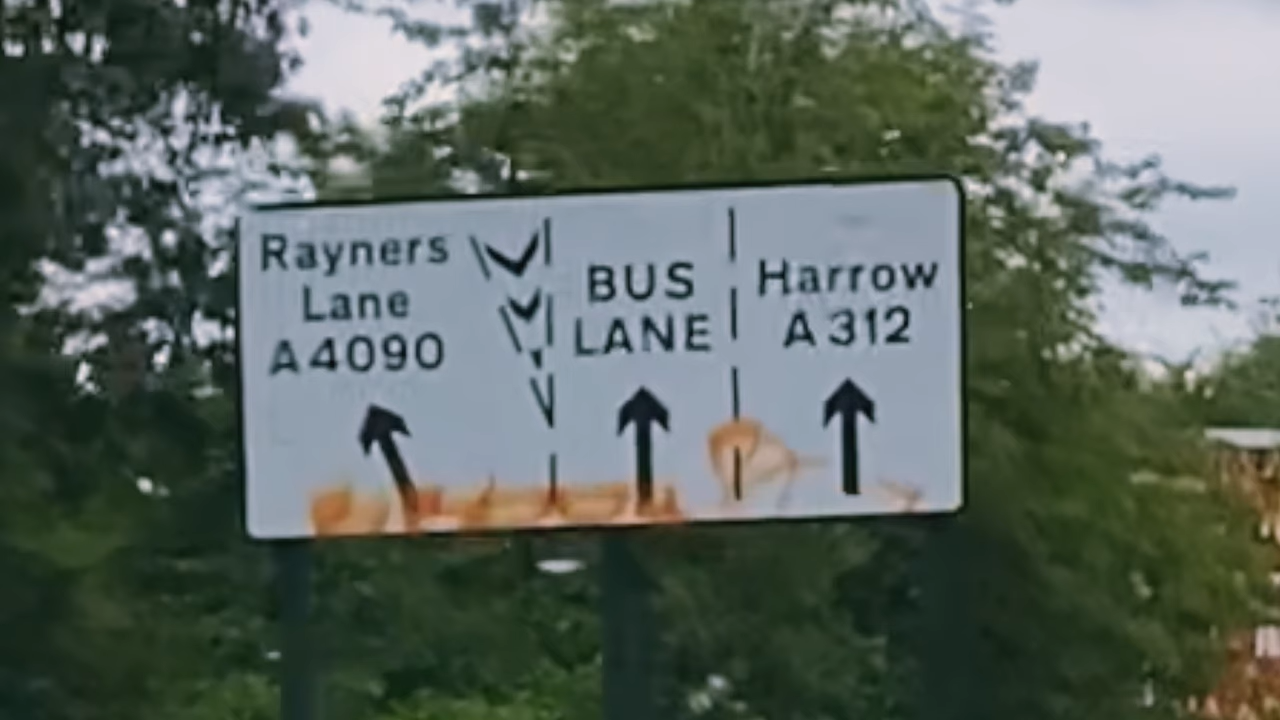 Rayners
Lane
A4090
BUS
LANE
Harrow
A312